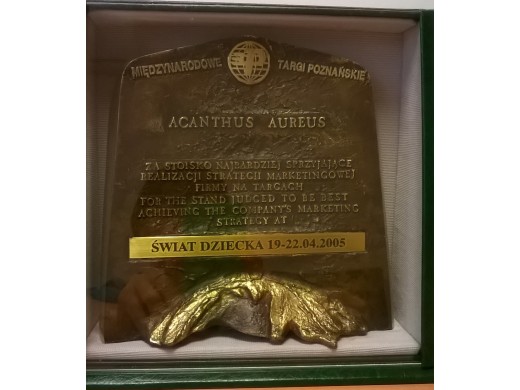 MIĘDZYNARODOWE TARGI POZNAŃSKIE
ACANTHUS AUREUS
ZA STOISKO NAJBARDZIEJ SPRZYJAJĄCE
REALIZACJI STRATEGII MARKETINGOWEJ
FIRMY NA TARGACH
FOR THE STAND JUDGED TO BE BEST
ACHIEVING THE COMPANY'S MARKETING
STRATEGY AT
ŚWIAT DZIECKA 19-22.04.2005